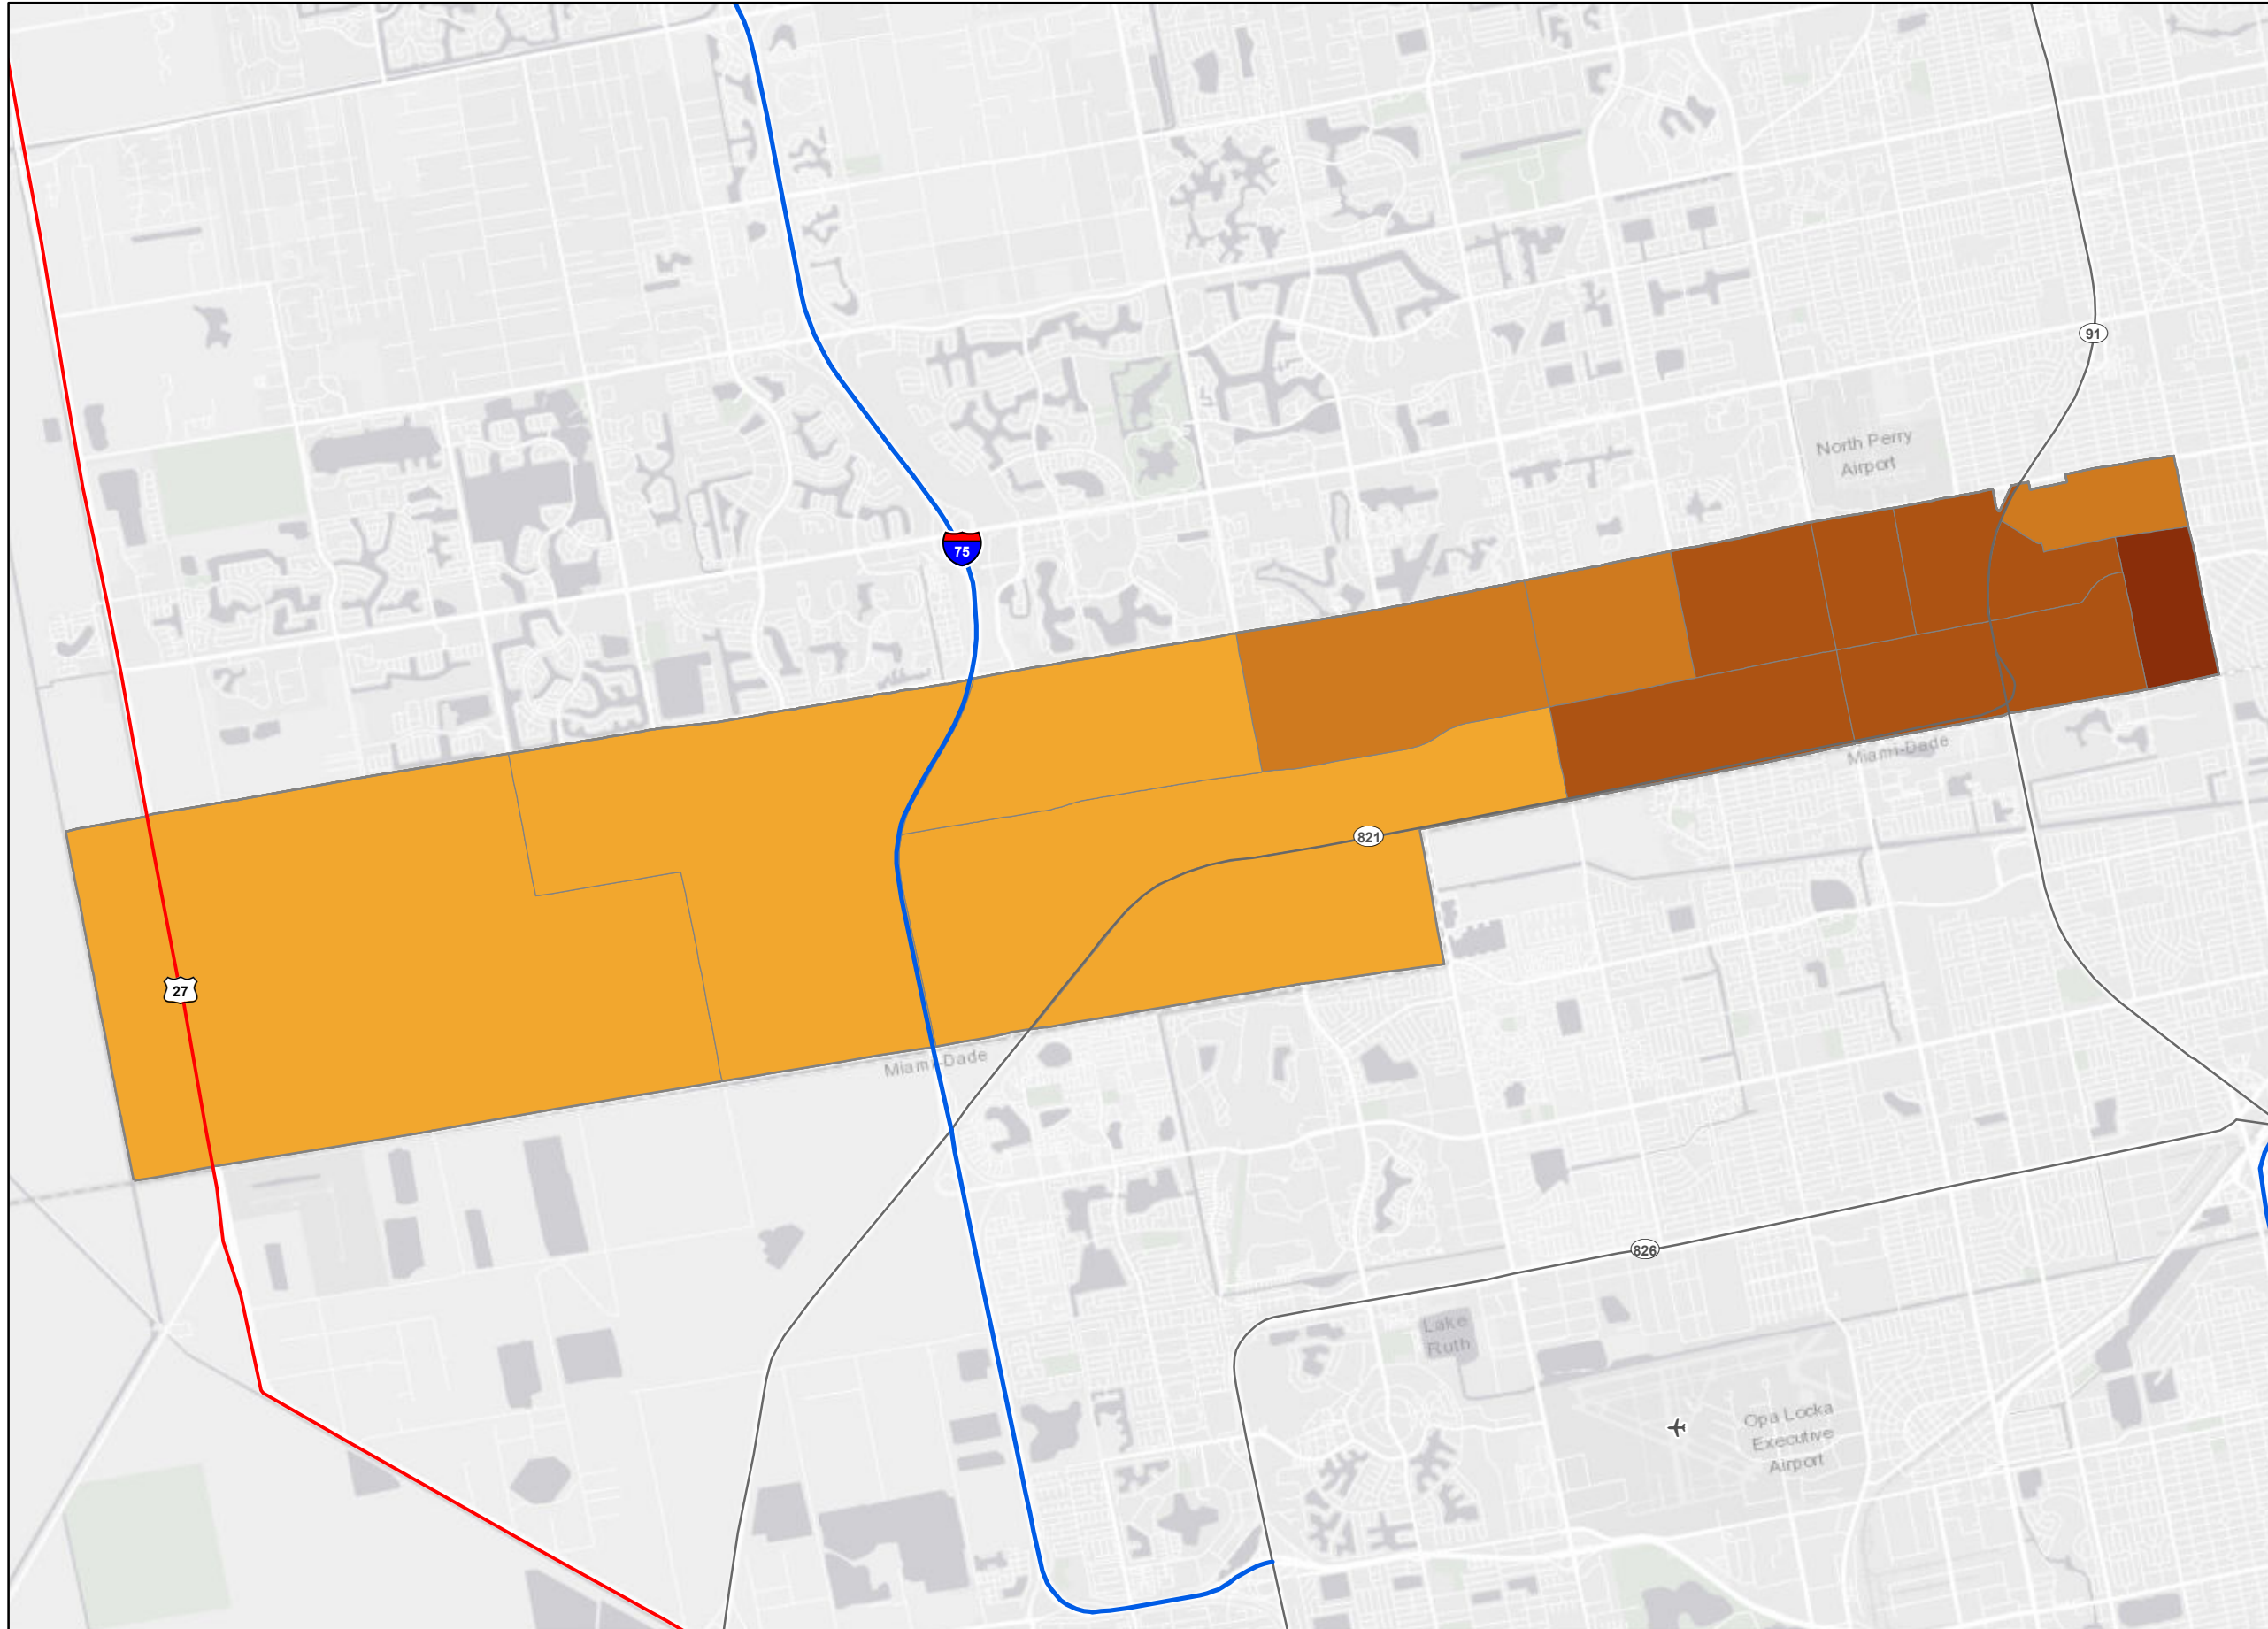 91
North Perry
Airport
75
Miami-Dade
821
27
Miami-Dade
826
Lake
Ruth
Opa Locka
Executive
Airport